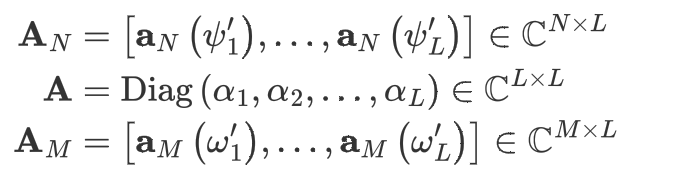 𝐀_N = [𝐚_N (ψ′_1), . . . , 𝐚_N (ψ′_L)] ∈ ℂ^{N×L}
𝐀 = Diag (α_1, α_2, . . . , α_L) ∈ ℂ^{L×L}
𝐀_M = [𝐚_M (ω′_1), . . . , 𝐚_M (ω′_L)] ∈ ℂ^{M×L}